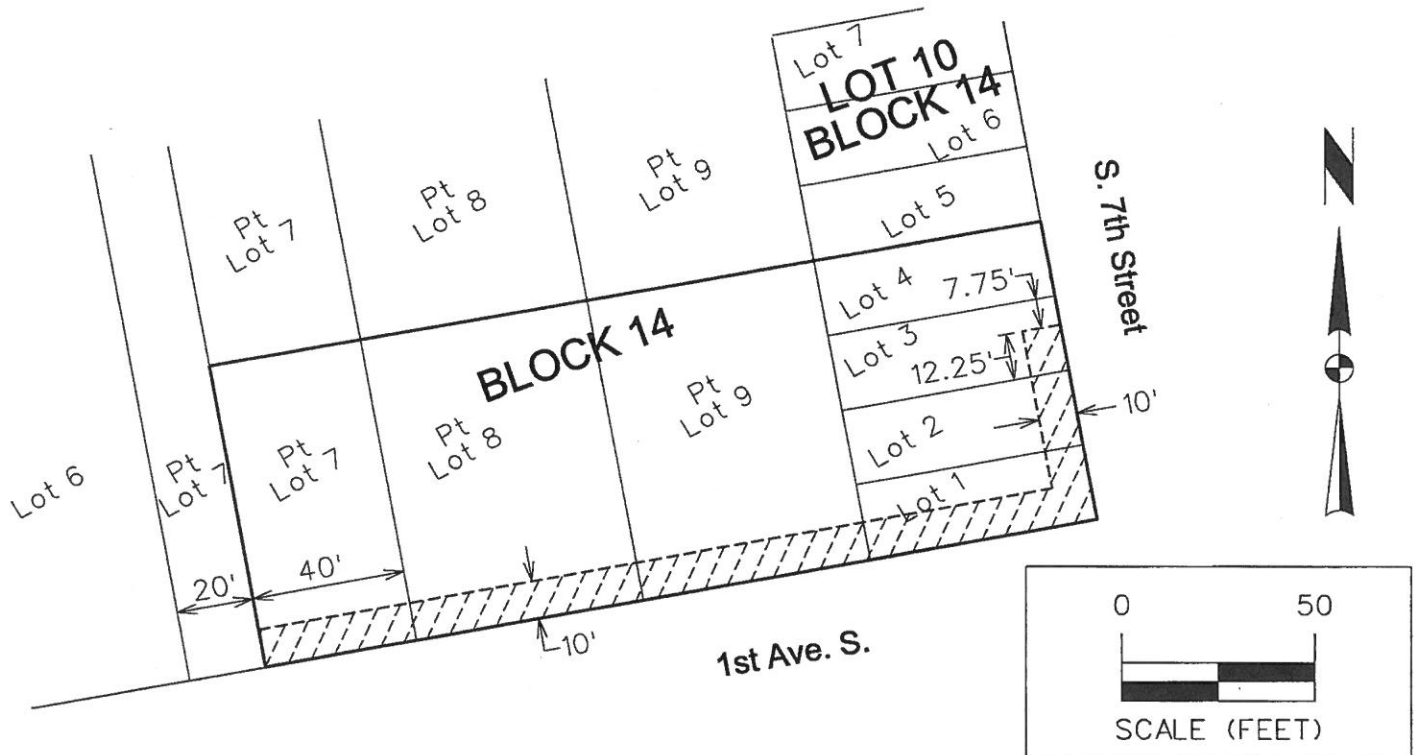 Lot 7
LOT 10
BLOCK 14
Lot 6
Lot 5
Pt
Lot 7
Pt
Lot 8
Pt
Lot 9
S. 7th Street
N
Lot 4
7.75'
Lot 3
12.25'
10'
Lot 2
Lot 1
BLOCK 14
Lot 6
Pt
Lot 7
Pt
Lot 7
Pt
Lot 8
Pt
Lot 9
20'
40'
10'
1st Ave. S.
0 50
SCALE (FEET)